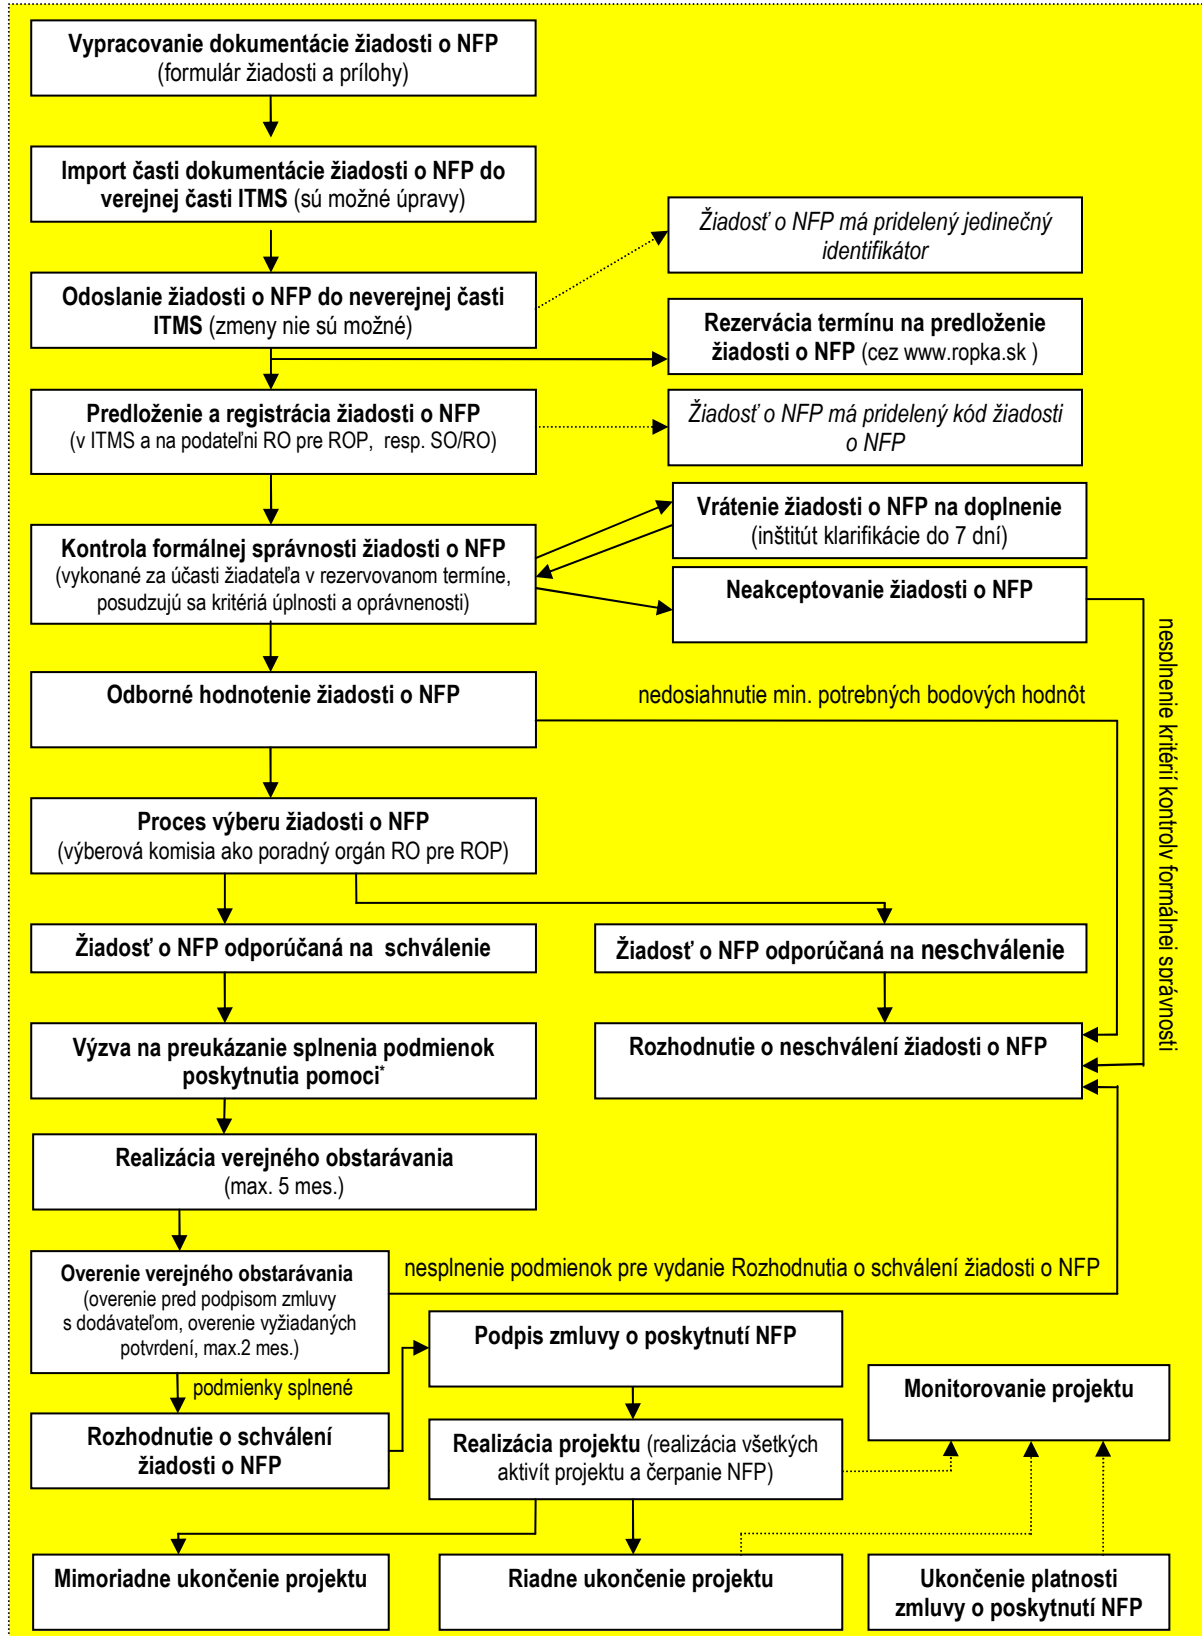 Vypracovanie dokumentácie žiadosti o NFP
(formulár žiadosti a prílohy)
Import časti dokumentácie žiadosti o NFP do
verejnej časti ITMS (sú možné úpravy)
Žiadosť o NFP má pridelený jedinečný
identifikátor
Odoslanie žiadosti o NFP do neverejnej časti
ITMS (zmeny nie sú možné)
Rezervácia termínu na predloženie
žiadosti o NFP (cez www.ropka.sk )
Predloženie a registrácia žiadosti o NFP
(v ITMS a na podateľni RO pre ROP, resp. SO/RO)
Žiadosť o NFP má pridelený kód žiadosti
o NFP
Vrátenie žiadosti o NFP na doplnenie
(inštitút klarifikácie do 7 dní)
Kontrola formálnej správnosti žiadosti o NFP
(vykonané za účasti žiadateľa v rezervovanom termíne,
posudzujú sa kritériá úplnosti a oprávnenosti)
Neakceptovanie žiadosti o NFP
nesplnenie kritérií kontroly formálnej správnosti
Odborné hodnotenie žiadosti o NFP
nedosiahnutie min. potrebných bodových hodnôt
Proces výberu žiadosti o NFP
(výberová komisia ako poradný orgán RO pre ROP)
Žiadosť o NFP odporúčaná na schválenie
Žiadosť o NFP odporúčaná na neschválenie
Výzva na preukázanie splnenia podmienok
poskytnutia pomoci*
Rozhodnutie o neschválení žiadosti o NFP
Realizácia verejného obstarávania
(max. 5 mes.)
Overenie verejného obstarávania
(overenie pred podpisom zmluvy
s dodávateľom, overenie vyžiadaných
potvrdení, max.2 mes.)
nesplnenie podmienok pre vydanie Rozhodnutia o schválení žiadosti o NFP
Podpis zmluvy o poskytnutí NFP
podmienky splnené
Monitorovanie projektu
Rozhodnutie o schválení
žiadosti o NFP
Realizácia projektu (realizácia všetkých
aktivít projektu a čerpanie NFP)
Mimoriadne ukončenie projektu
Riadne ukončenie projektu
Ukončenie platnosti
zmluvy o poskytnutí NFP